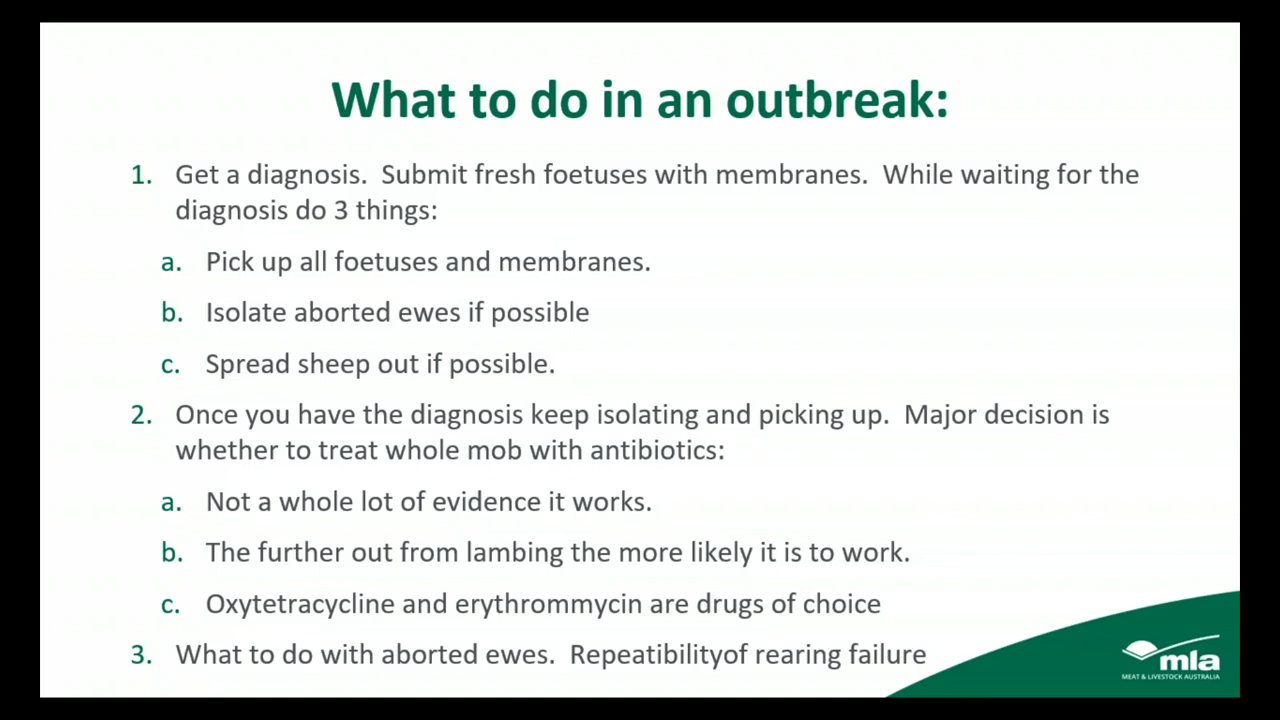 What to do in an outbreak:
1. Get a diagnosis.  Submit fresh foetuses with membranes.  While waiting for the
diagnosis do 3 things:
a. Pick up all foetuses and membranes.
b. Isolate aborted ewes if possible
c. Spread sheep out if possible.
2. Once you have the diagnosis keep isolating and picking up.  Major decision is
whether to treat whole mob with antibiotics:
a. Not a whole lot of evidence it works.
b. The further out from lambing the more likely it is to work.
c. Oxytetracycline and erythrommycin are drugs of choice
3. What to do with aborted ewes.  Repeatibilityof rearing failure
mla
MEAT & LIVESTOCK AUSTRALIA